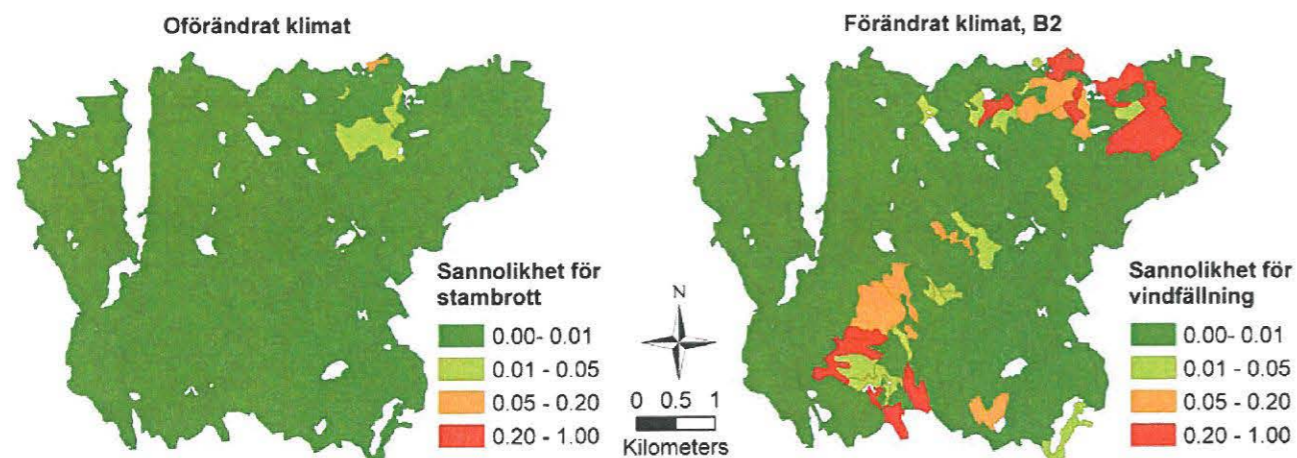 Oförändrat klimat
Förändrat klimat, B2
Sannolikhet för
stambrott
0.00- 0.01
0.01 - 0.05
0.05 - 0.20
0.20 - 1.00
N
0 0.5 1
Kilometers
Sannolikhet för
vindfällning
0.00- 0.01
0.01 - 0.05
0.05 - 0.20
0.20 - 1.00